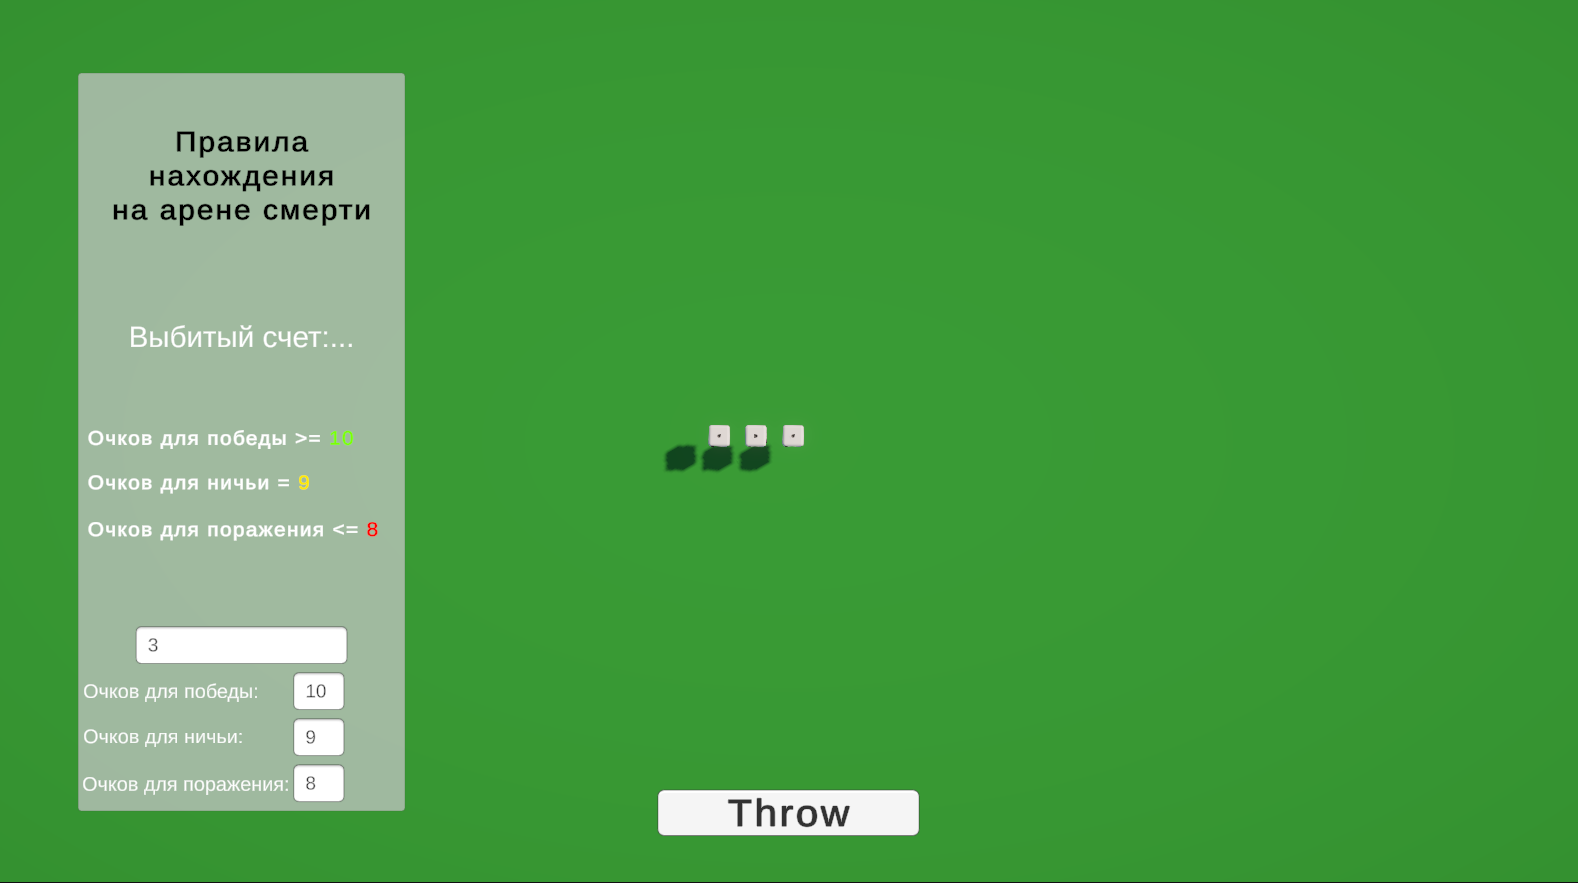 Правила
нахождения
на арене смерти
Выбитый счет:...
Очков для победы >= 10
Очков для ничьи = 9
Очков для поражения <= 8
3
Очков для победы: 10
Очков для ничьи: 9
Очков для поражения: 8
Throw